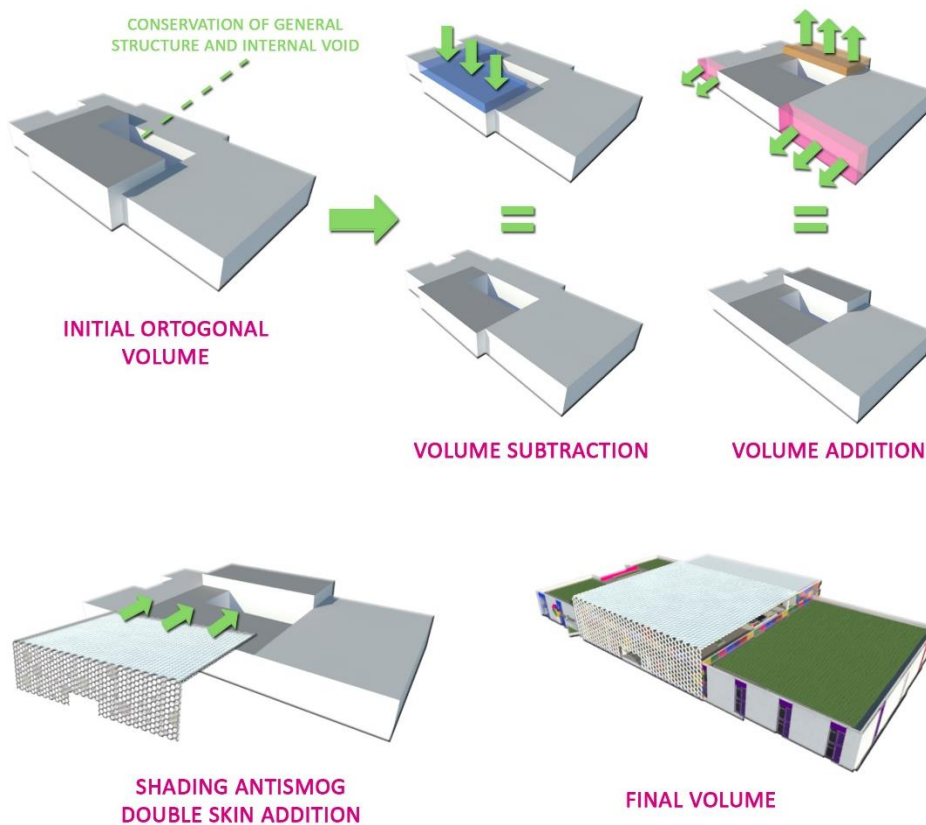 CONSERVATION OF GENERAL
STRUCTURE AND INTERNAL VOID
INITIAL ORTOGONAL
VOLUME
VOLUME SUBTRACTION
VOLUME ADDITION
SHADING ANTISMOG
DOUBLE SKIN ADDITION
FINAL VOLUME